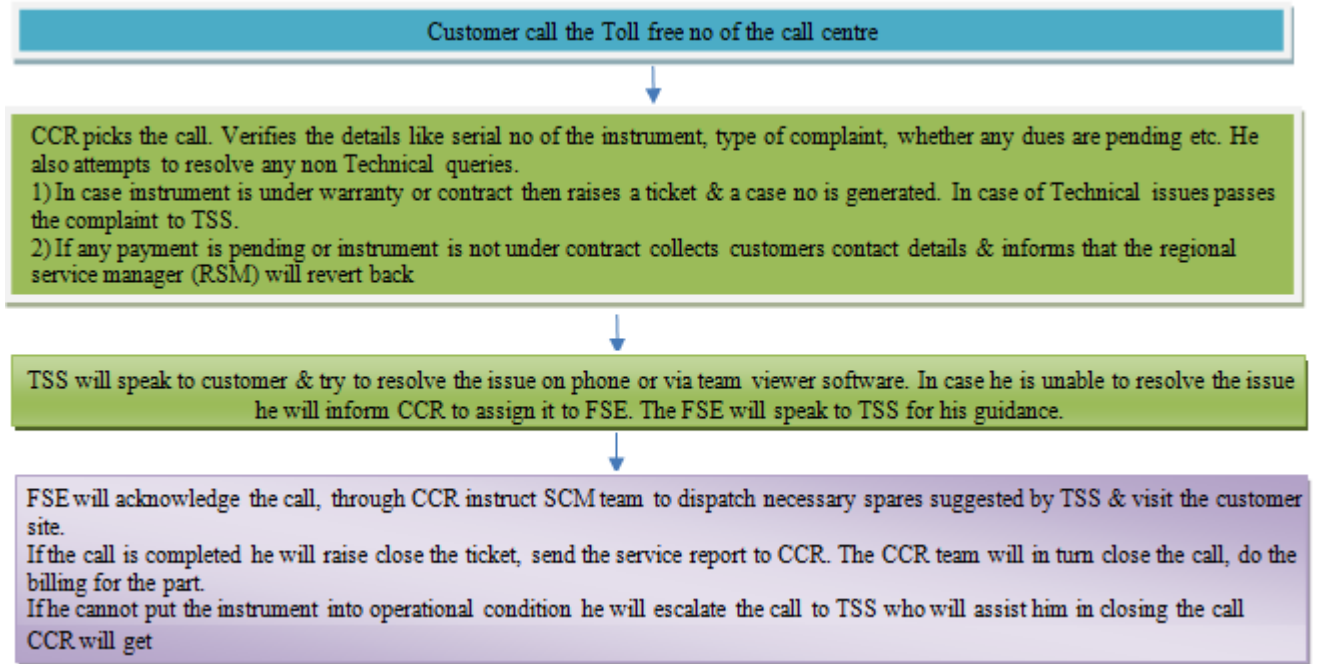 Customer call the Toll free no of the call centre
CCR picks the call. Verifies the details like serial no of the instrument, type of complaint, whether any dues are pending etc. He
also attempts to resolve any non Technical queries.
1) In case instrument is under warranty or contract then raises a ticket & a case no is generated. In case of Technical issues passes
the complaint to TSS.
2) If any payment is pending or instrument is not under contract collects customers contact details & informs that the regional
service manager (RSM) will revert back
TSS will speak to customer & try to resolve the issue on phone or via team viewer software. In case he is unable to resolve the issue
he will inform CCR to assign it to FSE. The FSE will speak to TSS for his guidance.
FSE will acknowledge the call, through CCR instruct SCM team to dispatch necessary spares suggested by TSS & visit the customer
site.
If the call is completed he will raise close the ticket, send the service report to CCR. The CCR team will in turn close the call, do the
billing for the part.
If he cannot put the instrument into operational condition he will escalate the call to TSS who will assist him in closing the call
CCR will get